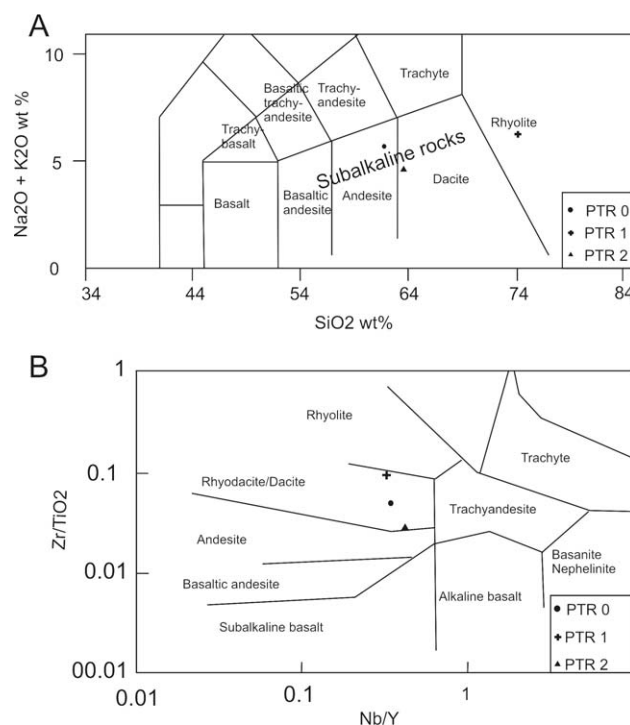 A
10
5
0
Na2O + K2O wt %
Basaltic
trachy-
andesite
Trachy-
andesite
Trachyte
Trachy-
basalt
Rhyolite
Subalkaline rocks
Basalt
Basaltic
andesite
Andesite
Dacite
PTR 0
PTR 1
PTR 2
34 44 54 64 74 84
SiO2 wt%
B
1
0.1
0.01
00.01
Zr/TiO2
Rhyolite
Trachyte
Rhyodacite/Dacite
Trachyandesite
Andesite
Basanite
Nephelinite
Basaltic andesite
Alkaline basalt
Subalkaline basalt
PTR 0
PTR 1
PTR 2
0.01 0.1 1
Nb/Y